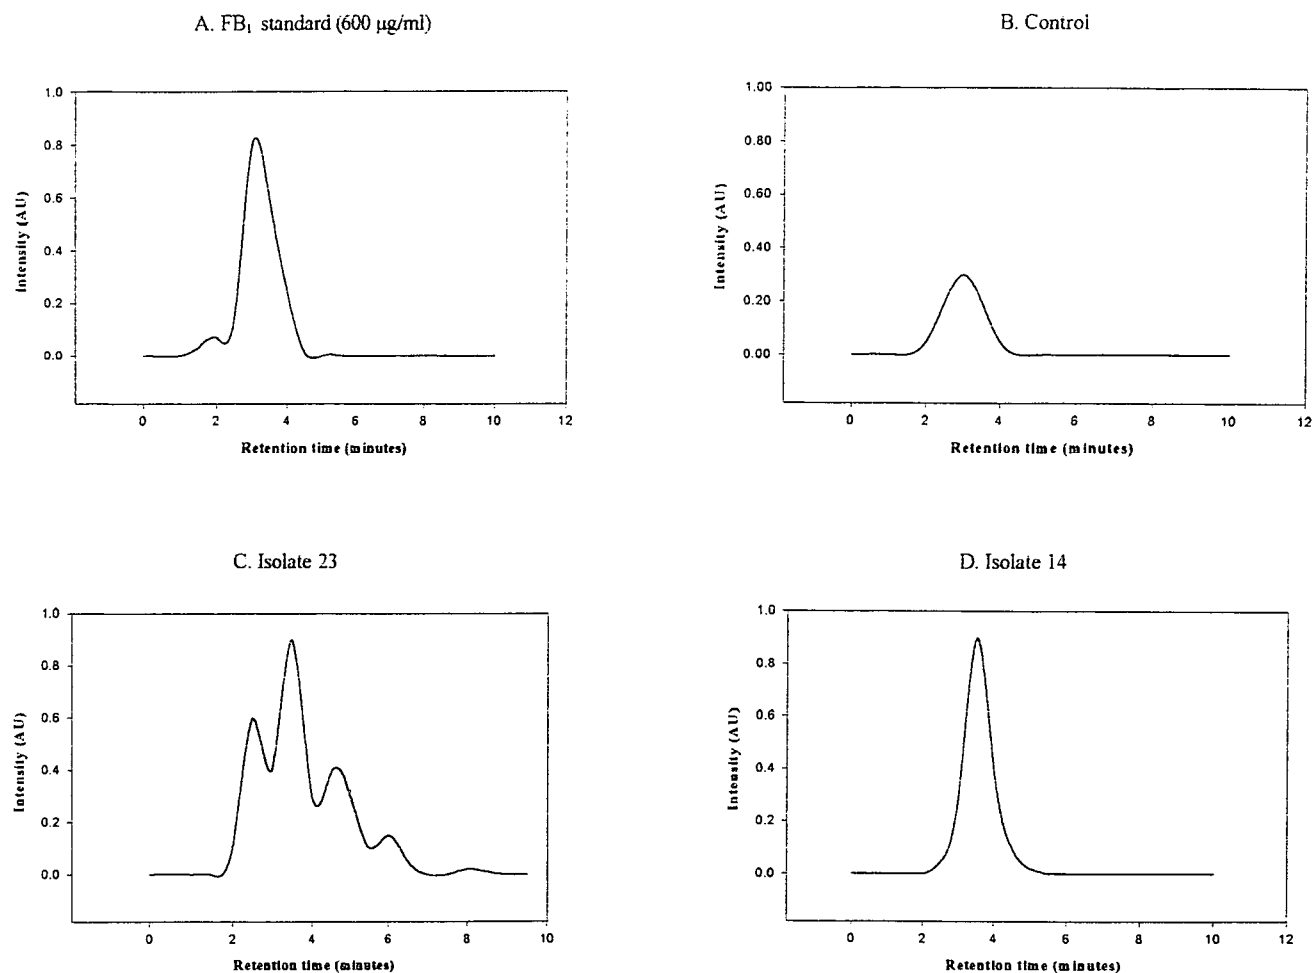 A. FB₁ standard (600 µg/ml)
B. Control
1.0
0.8
0.6
0.4
0.2
0.0
Intensity (AU)
0 2 4 6 8 10 12
Retention time (minutes)
1.00
0.80
0.60
0.40
0.20
0.00
Intensity (AU)
0 2 4 6 8 10 12
Retention time (minutes)
C. Isolate 23
D. Isolate 14
1.0
0.8
0.6
0.4
0.2
0.0
Intensity (AU)
0 2 4 6 8 10
Retention time (minutes)
1.0
0.8
0.6
0.4
0.2
0.0
Intensity (AU)
0 2 4 6 8 10 12
Retention time (minutes)